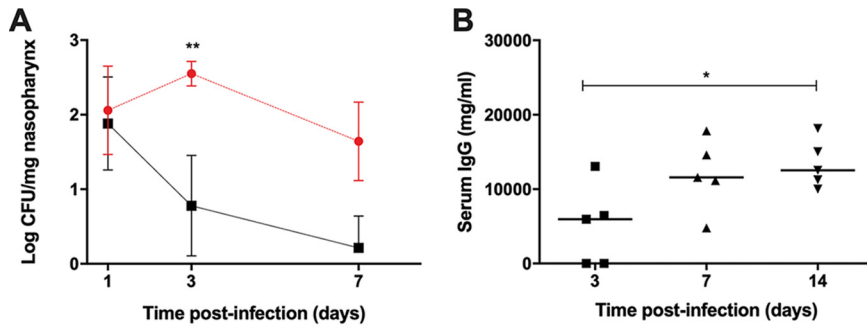 A
Log CFU/mg nasopharynx
3
2
1
0
**
1
3
7
Time post-infection (days)
B
Serum IgG (mg/ml)
30000
20000
10000
0
*
3
7
14
Time post-infection (days)